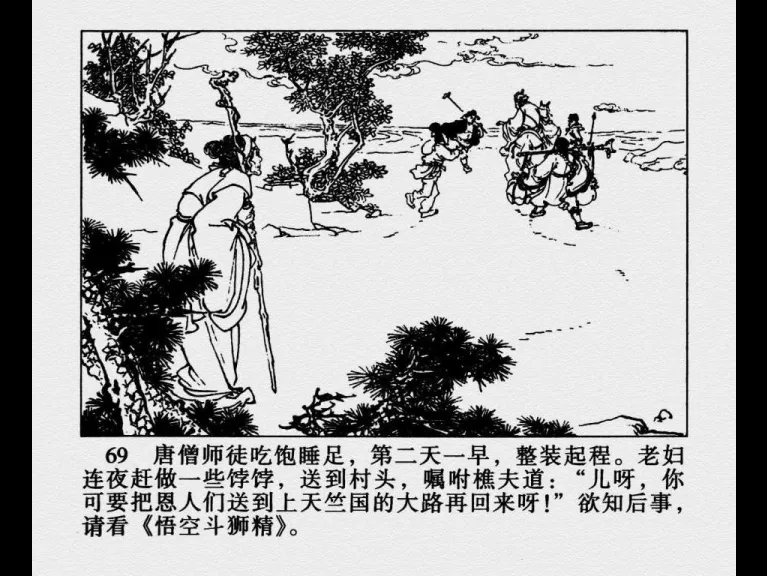 69 唐僧师徒吃饱睡足，第二天一早，整装起程。老妇
连夜赶做一些饽饽，送到村头，嘱咐樵夫道：“儿呀，你
可要把恩人们送到上天竺国的大路再回来呀！”欲知后事，
请看《悟空斗狮精》。